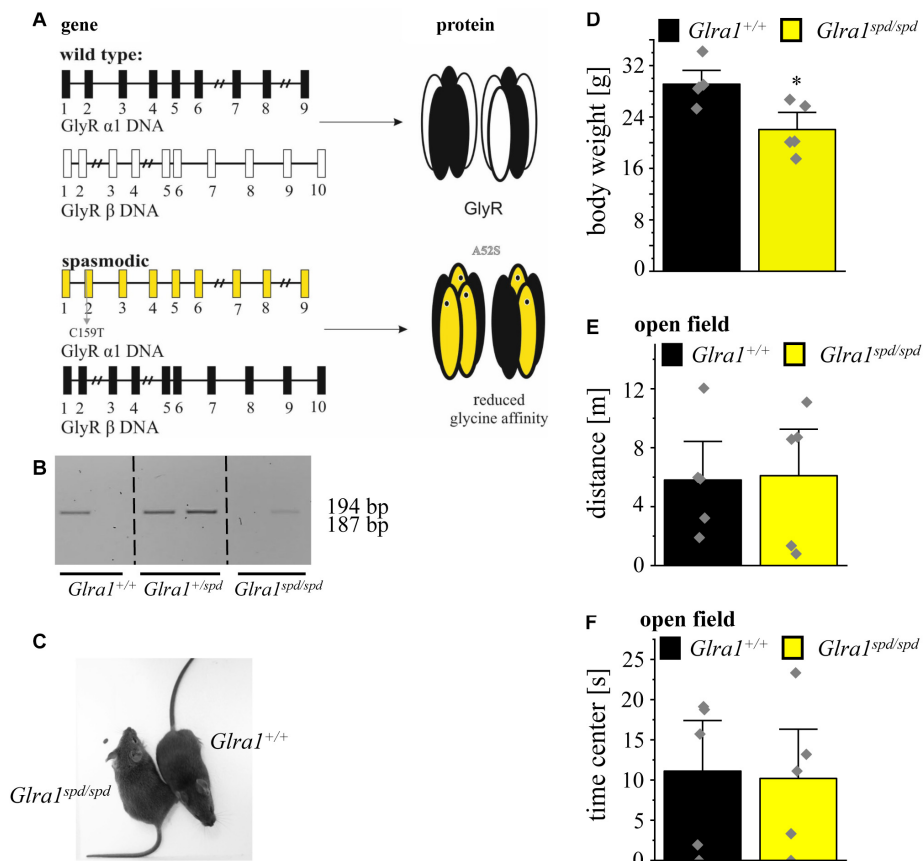 A gene protein
wild type:
1 2 3 4 5 6 7 8 9
GlyR α1 DNA
1 2 3 4 5 6 7 8 9 10
GlyR β DNA
GlyR
spasmodic
A52S
1 2 3 4 5 6 7 8 9
C159T
GlyR α1 DNA
1 2 3 4 5 6 7 8 9 10
GlyR β DNA
reduced
glycine affinity
B
194 bp
187 bp
Glra1+/+ Glra1+/spd Glra1spd/spd
C
Glra1+/+
Glra1spd/spd
D
Glra1+/+ Glra1spd/spd
body weight [g]
32
24
16
8
0
*
E open field
Glra1+/+ Glra1spd/spd
distance [m]
12
8
4
0
F open field
Glra1+/+ Glra1spd/spd
time center [s]
25
20
15
10
5
0